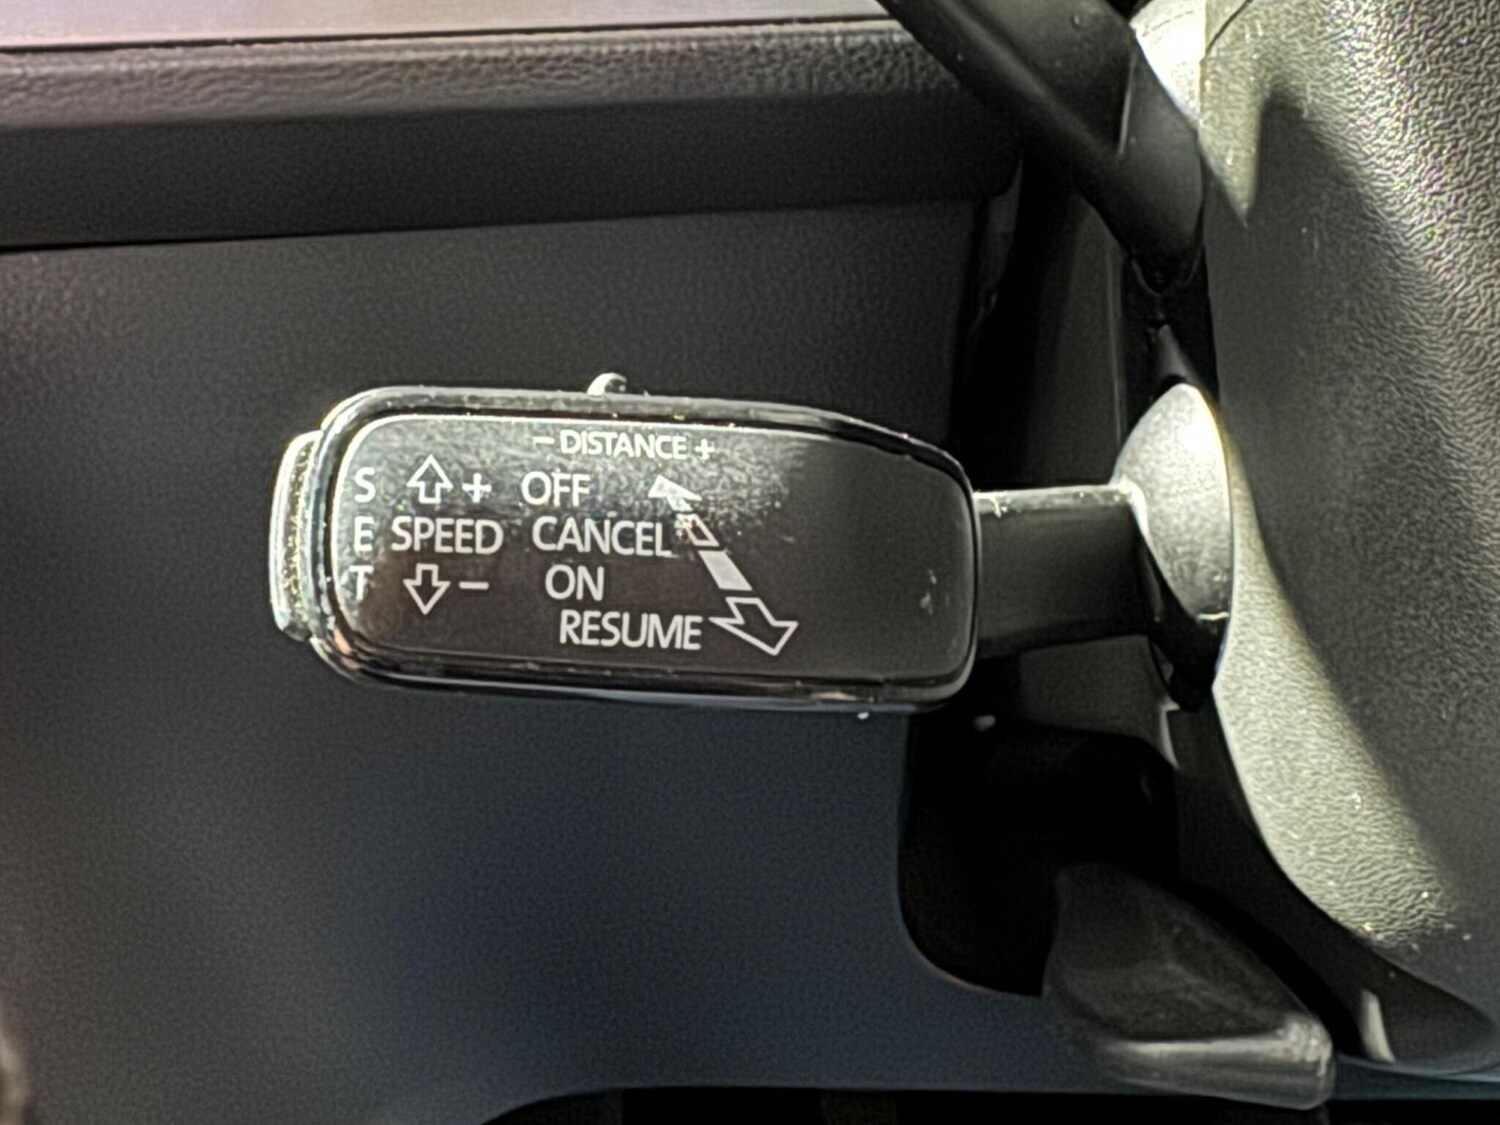 - DISTANCE +
S + OFF
E SPEED CANCEL
T - ON
RESUME